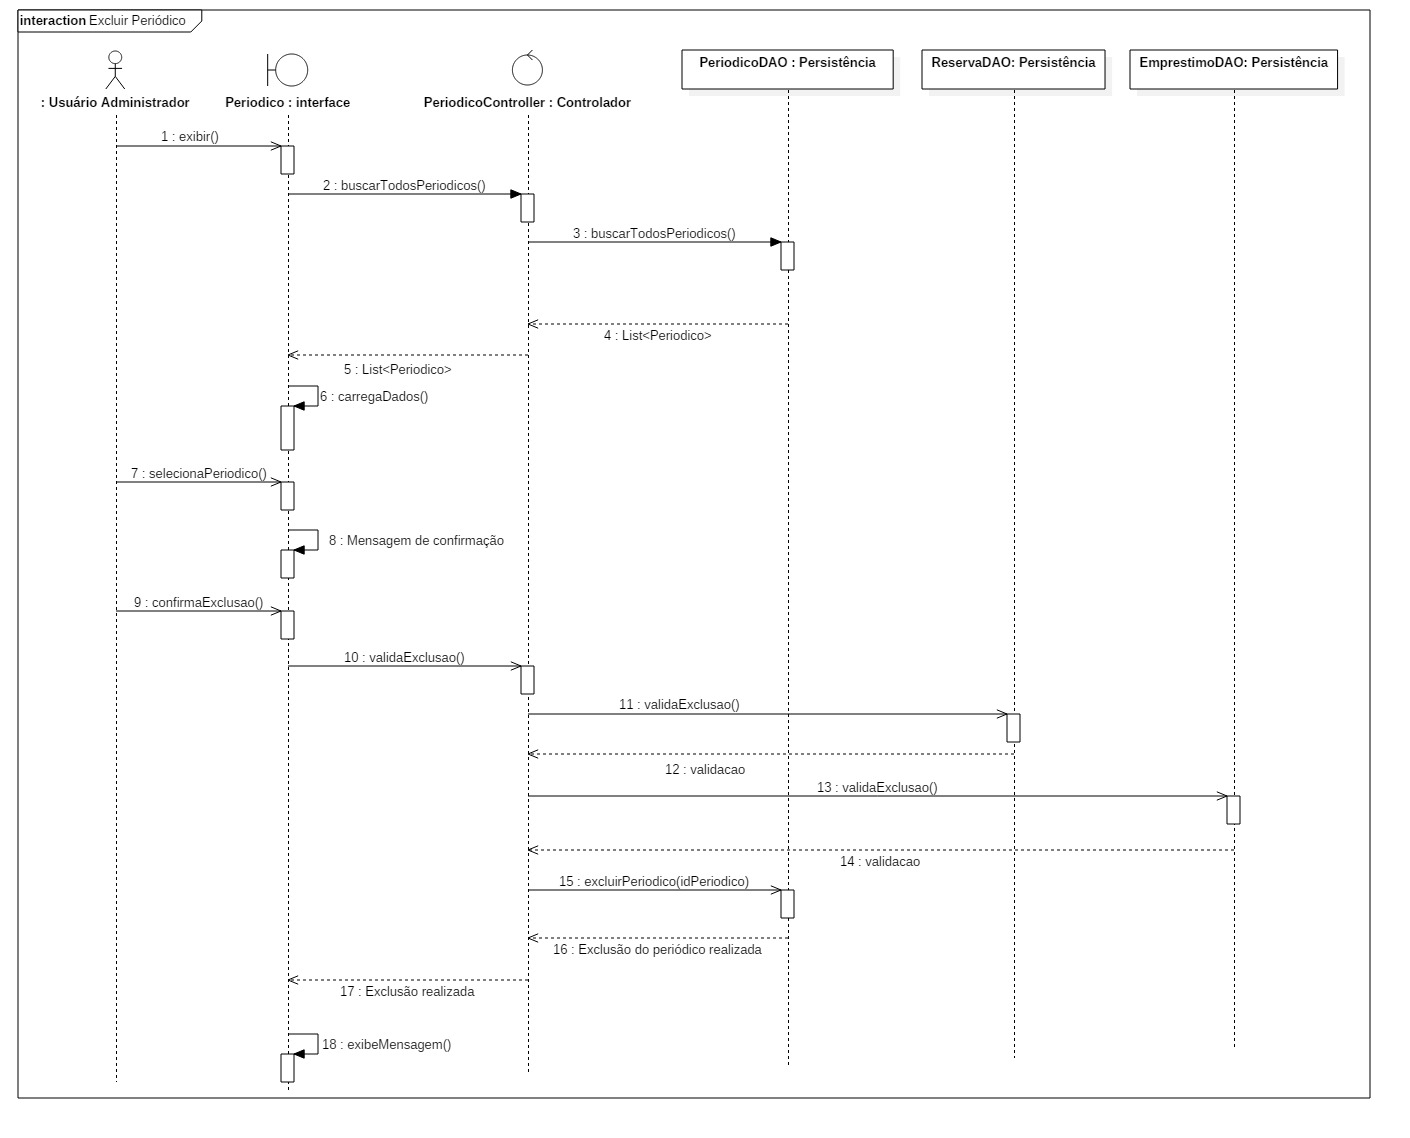 interaction Excluir Periódico
: Usuário Administrador
Periodico : interface
PeriodicoController : Controlador
PeriodicoDAO : Persistência
ReservaDAO: Persistência
EmprestimoDAO: Persistência
1 : exibir()
2 : buscarTodosPeriodicos()
3 : buscarTodosPeriodicos()
4 : List<Periodico>
5 : List<Periodico>
6 : carregaDados()
7 : selecionaPeriodico()
8 : Mensagem de confirmação
9 : confirmaExclusao()
10 : validaExclusao()
11 : validaExclusao()
12 : validacao
13 : validaExclusao()
14 : validacao
15 : excluirPeriodico(idPeriodico)
16 : Exclusão do periódico realizada
17 : Exclusão realizada
18 : exibeMensagem()